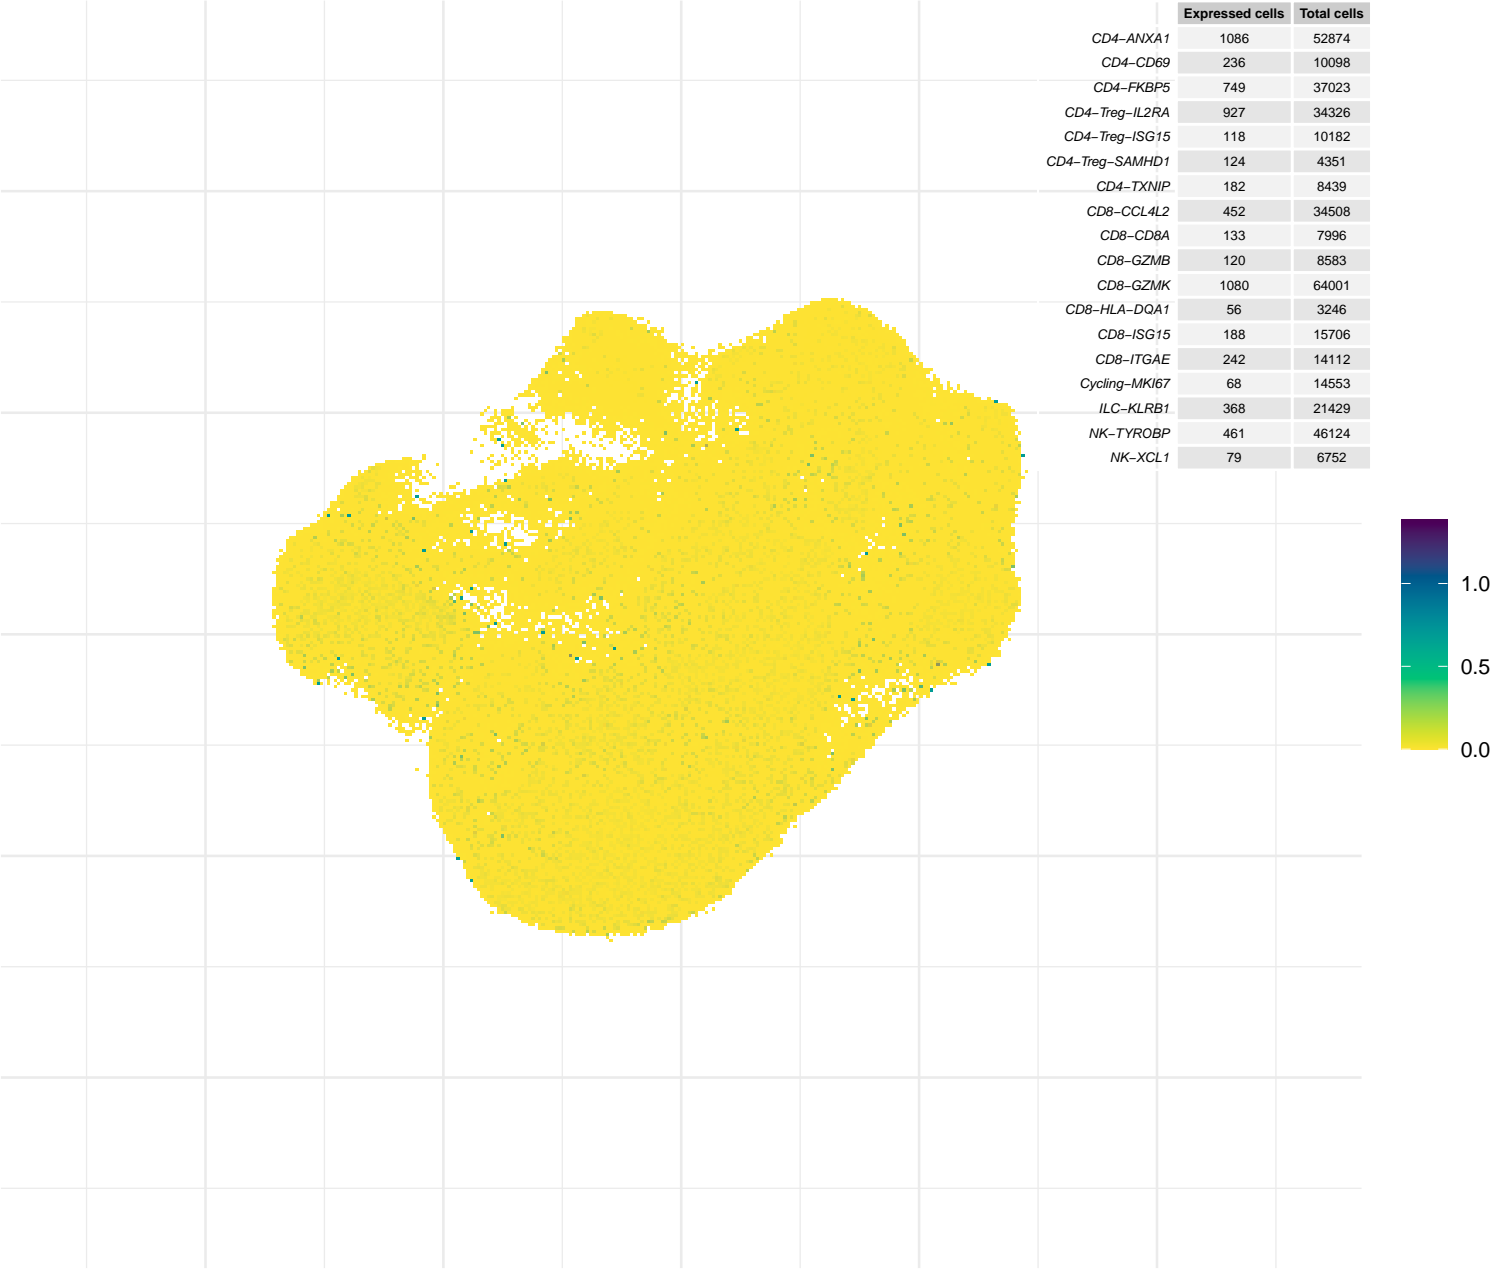 Expressed cells Total cells
CD4−ANXA1 1086 52874
CD4−CD69 236 10098
CD4−FKBP5 749 37023
CD4−Treg−IL2RA 927 34326
CD4−Treg−ISG15 118 10182
CD4−Treg−SAMHD1 124 4351
CD4−TXNIP 182 8439
CD8−CCL4L2 452 34508
CD8−CD8A 133 7996
CD8−GZMB 120 8583
CD8−GZMK 1080 64001
CD8−HLA−DQA1 56 3246
CD8−ISG15 188 15706
CD8−ITGAE 242 14112
Cycling−MKI67 68 14553
ILC−KLRB1 368 21429
NK−TYROBP 461 46124
NK−XCL1 79 6752
1.0
0.5
0.0